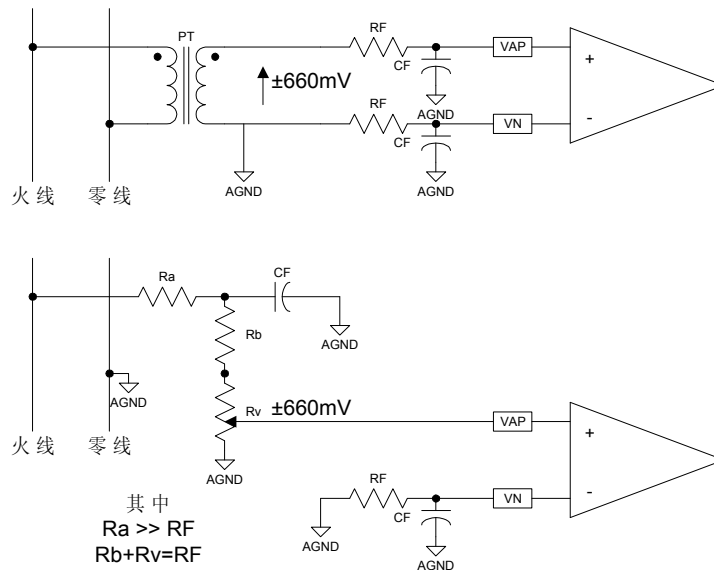 PT
RF
CF
VAP
+
±660mV
AGND
RF
CF
VN
-
AGND
AGND
火线
零线
Ra
CF
AGND
Rb
AGND
Rv
±660mV
VAP
+
火线
零线
AGND
其中
Ra >> RF
Rb+Rv=RF
RF
CF
VN
-
AGND
AGND